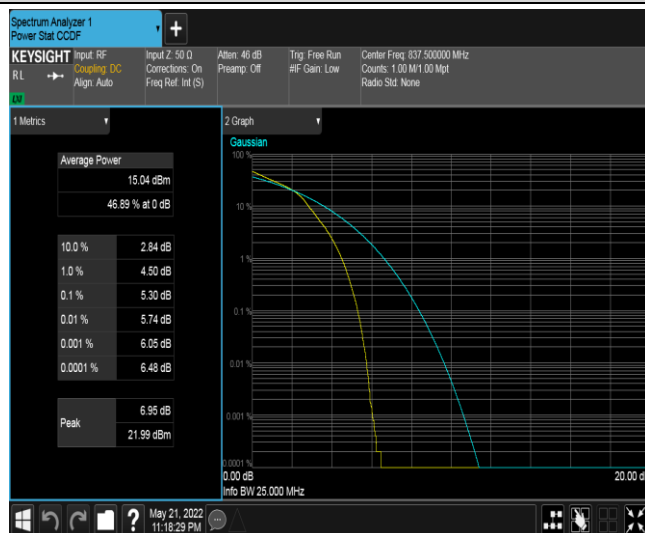 Spectrum Analyzer 1
Power Stat CCDF
KEYSIGHT
RL
Input: RF
Coupling: DC
Align: Auto
Input Z: 50 Ω
Corrections: On
Freq Ref: Int (S)
Atten: 46 dB
Preamp: Off
Trig: Free Run
#IF Gain: Low
Center Freq: 837.500000 MHz
Counts: 1.00 M/1.00 Mpt
Radio Std: None
1 Metrics
Average Power
15.04 dBm
46.89 % at 0 dB
10.0 % 2.84 dB
1.0 % 4.50 dB
0.1 % 5.30 dB
0.01 % 5.74 dB
0.001 % 6.05 dB
0.0001 % 6.48 dB
Peak 6.95 dB
21.99 dBm
2 Graph
Gaussian
100 %
10 %
1 %
0.1 %
0.01 %
0.001 %
0.0001 %
0.00 dB 20.00 d
Info BW 25.000 MHz
May 21, 2022
11:18:29 PM